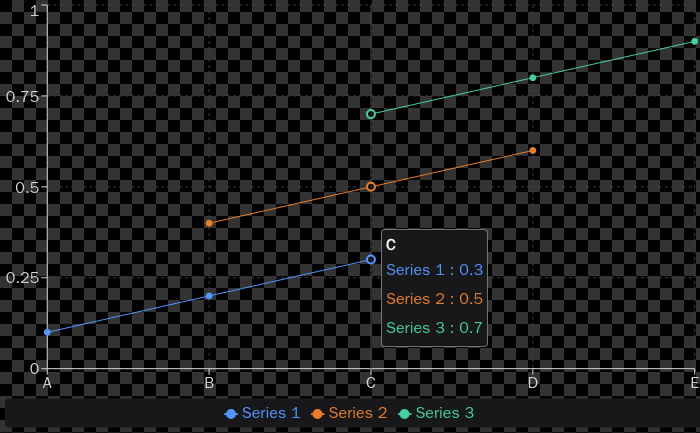 1
0.75
0.5
0.25
0
A B C D E
C
Series 1 : 0.3
Series 2 : 0.5
Series 3 : 0.7
Series 1 Series 2 Series 3